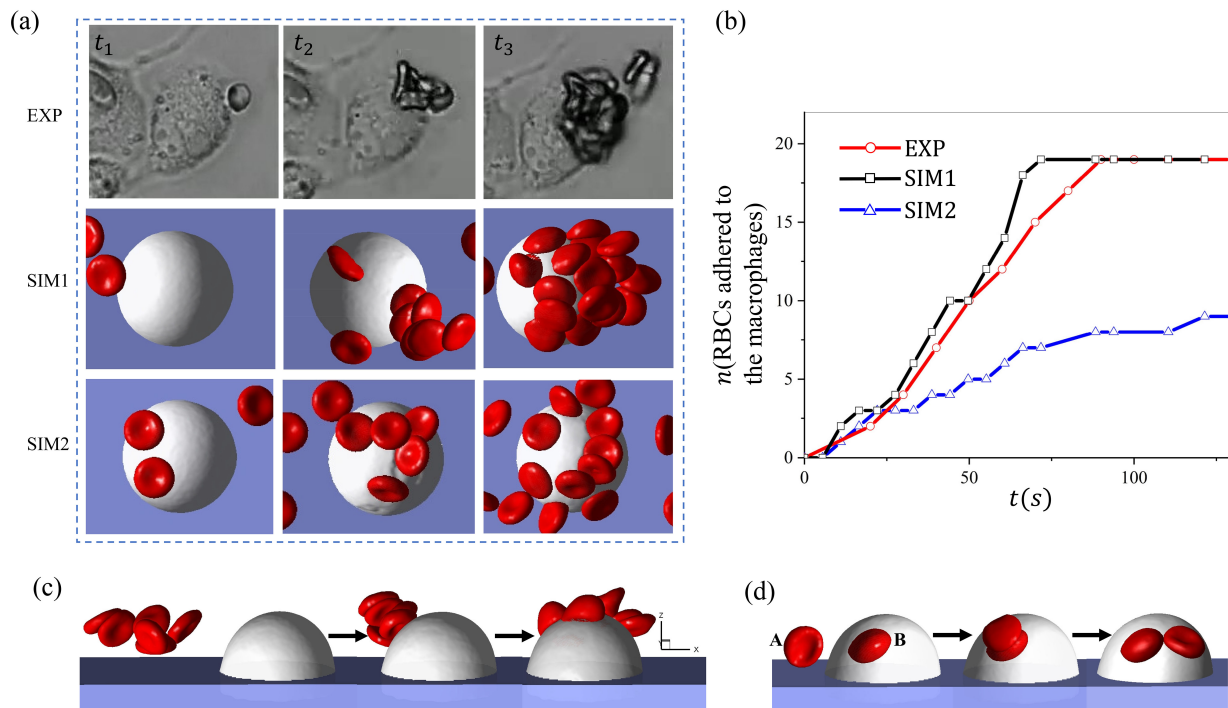 (a)
t₁
t₂
t₃
EXP
SIM1
SIM2
(b)
20
15
10
5
0
n(RBCs adhered to
the macrophages
EXP
SIM1
SIM2
0
50
100
t(s)
(c)
z
x
(d)
A
B